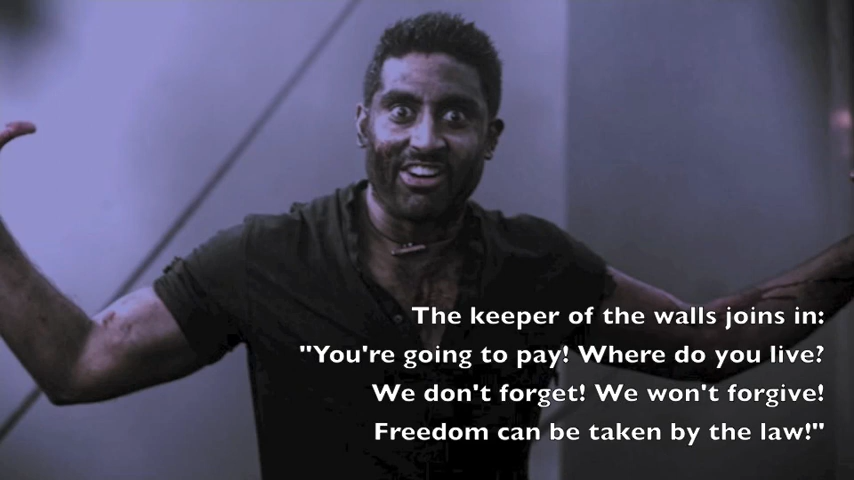 The keeper of the walls joins in:
"You're going to pay! Where do you live?
We don't forget! We won't forgive!
Freedom can be taken by the law!"